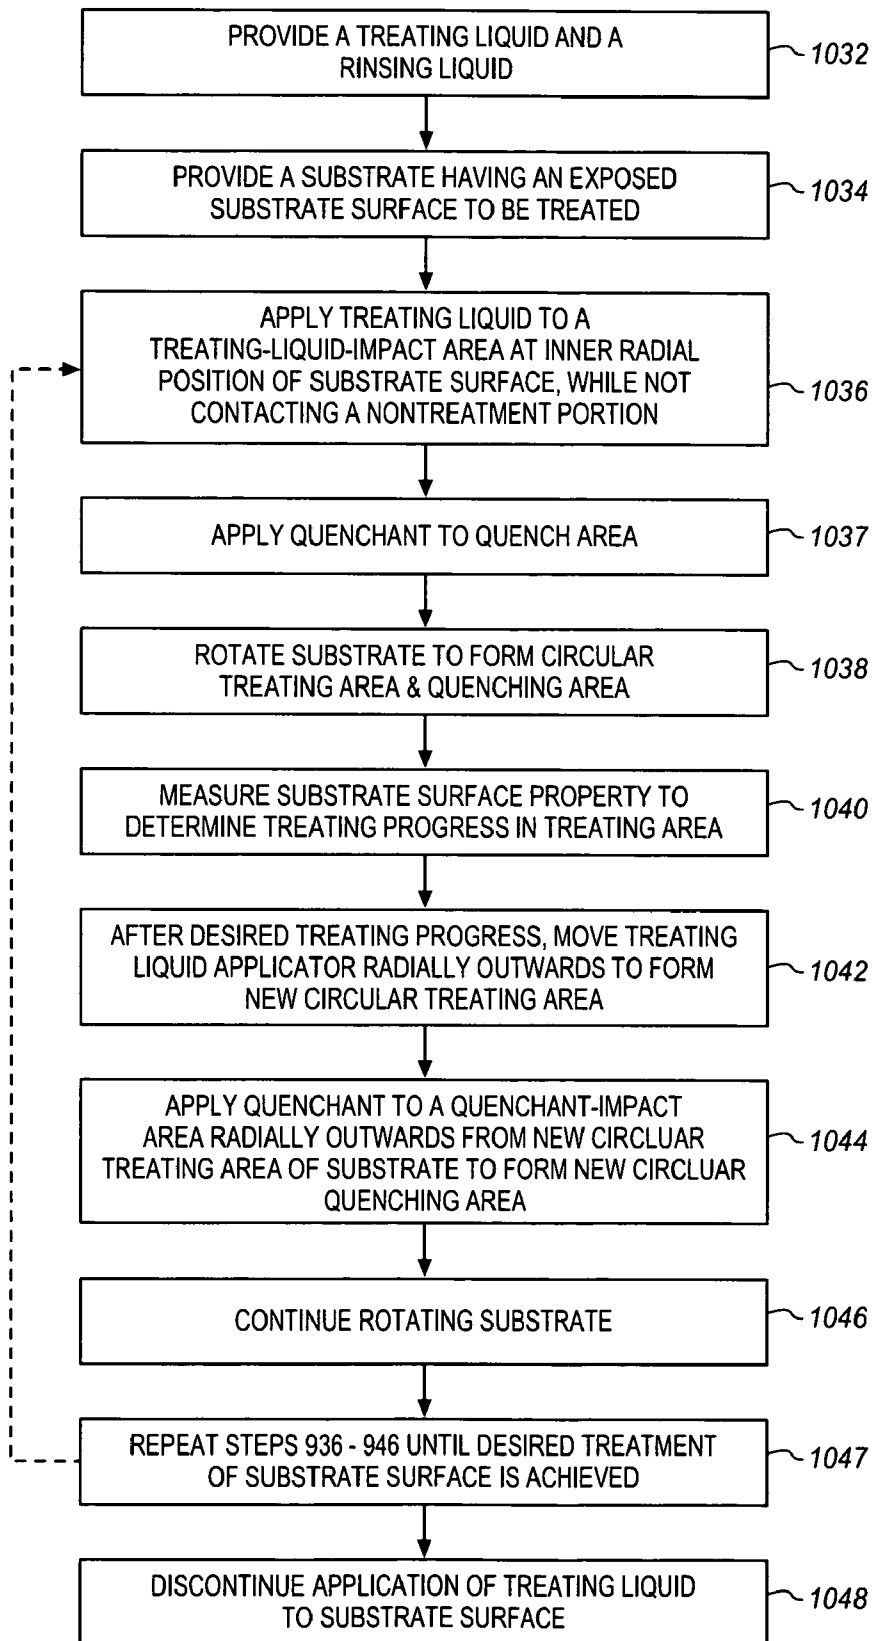 PROVIDE A TREATING LIQUID AND A
RINSING LIQUID
1032
PROVIDE A SUBSTRATE HAVING AN EXPOSED
SUBSTRATE SURFACE TO BE TREATED
1034
APPLY TREATING LIQUID TO A
TREATING-LIQUID-IMPACT AREA AT INNER RADIAL
POSITION OF SUBSTRATE SURFACE, WHILE NOT
CONTACTING A NONTREATMENT PORTION
1036
APPLY QUENCHANT TO QUENCH AREA
1037
ROTATE SUBSTRATE TO FORM CIRCULAR
TREATING AREA & QUENCHING AREA
1038
MEASURE SUBSTRATE SURFACE PROPERTY TO
DETERMINE TREATING PROGRESS IN TREATING AREA
1040
AFTER DESIRED TREATING PROGRESS, MOVE TREATING
LIQUID APPLICATOR RADIALLY OUTWARDS TO FORM
NEW CIRCULAR TREATING AREA
1042
APPLY QUENCHANT TO A QUENCHANT-IMPACT
AREA RADIALLY OUTWARDS FROM NEW CIRCLUAR
TREATING AREA OF SUBSTRATE TO FORM NEW CIRCLUAR
QUENCHING AREA
1044
CONTINUE ROTATING SUBSTRATE
1046
REPEAT STEPS 936 - 946 UNTIL DESIRED TREATMENT
OF SUBSTRATE SURFACE IS ACHIEVED
1047
DISCONTINUE APPLICATION OF TREATING LIQUID
TO SUBSTRATE SURFACE
1048